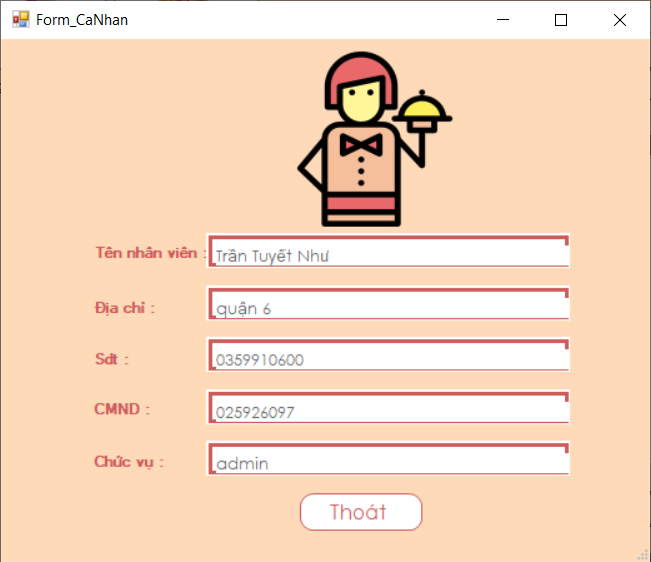 Form_CaNhan
Tên nhân viên : Trần Tuyết Như
Địa chỉ : quận 6
Sdt : 0359910600
CMND : 025926097
Chức vụ : admin
Thoát